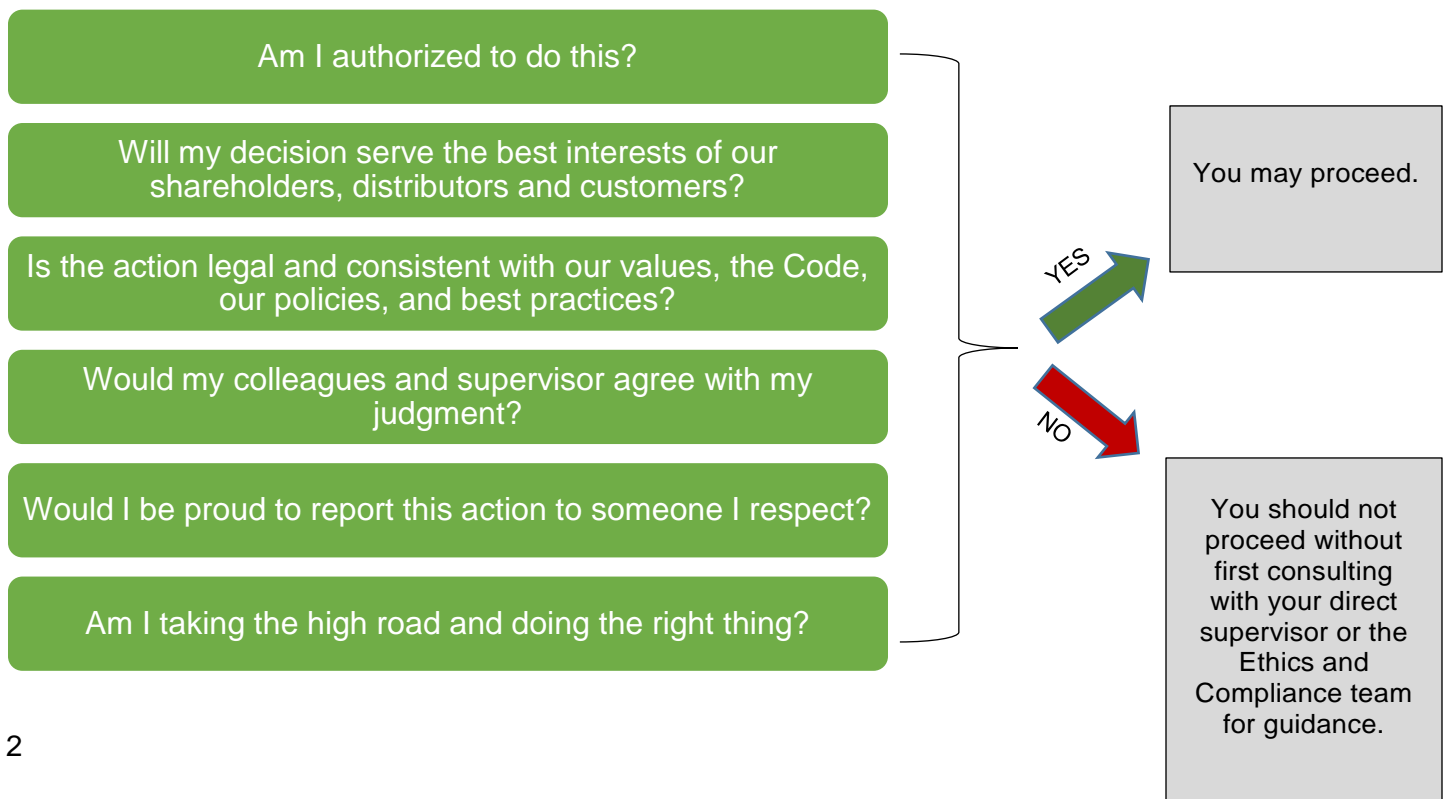 Am I authorized to do this?
Will my decision serve the best interests of our
shareholders, distributors and customers?
Is the action legal and consistent with our values, the Code,
our policies, and best practices?
Would my colleagues and supervisor agree with my
judgment?
Would I be proud to report this action to someone I respect?
Am I taking the high road and doing the right thing?
YES
NO
You may proceed.
You should not
proceed without
first consulting
with your direct
supervisor or the
Ethics and
Compliance team
for guidance.
2